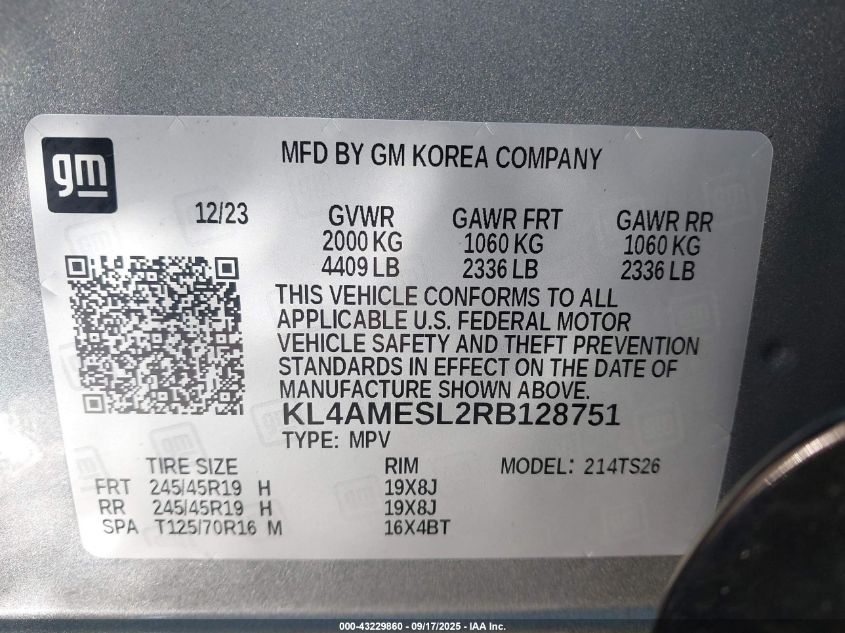 gm
MFD BY GM KOREA COMPANY
12/23 GVWR GAWR FRT GAWR RR
2000 KG 1060 KG 1060 KG
4409 LB 2336 LB 2336 LB
THIS VEHICLE CONFORMS TO ALL
APPLICABLE U.S. FEDERAL MOTOR
VEHICLE SAFETY AND THEFT PREVENTION
STANDARDS IN EFFECT ON THE DATE OF
MANUFACTURE SHOWN ABOVE.
KL4AMESL2RB128751
TYPE: MPV
TIRE SIZE RIM MODEL: 214TS26
FRT 245/45R19 H 19X8J
RR 245/45R19 H 19X8J
SPA T125/70R16 M 16X4BT
000-43229860 - 09/17/2025 - IAA Inc.